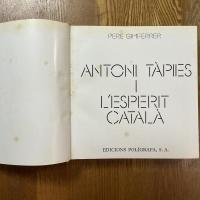 PERE GIMFERRER
ANTONI TÀPIES
I
L'ESPERIT
CATALÀ
EDICIONS POLÍGRAFA, S. A.